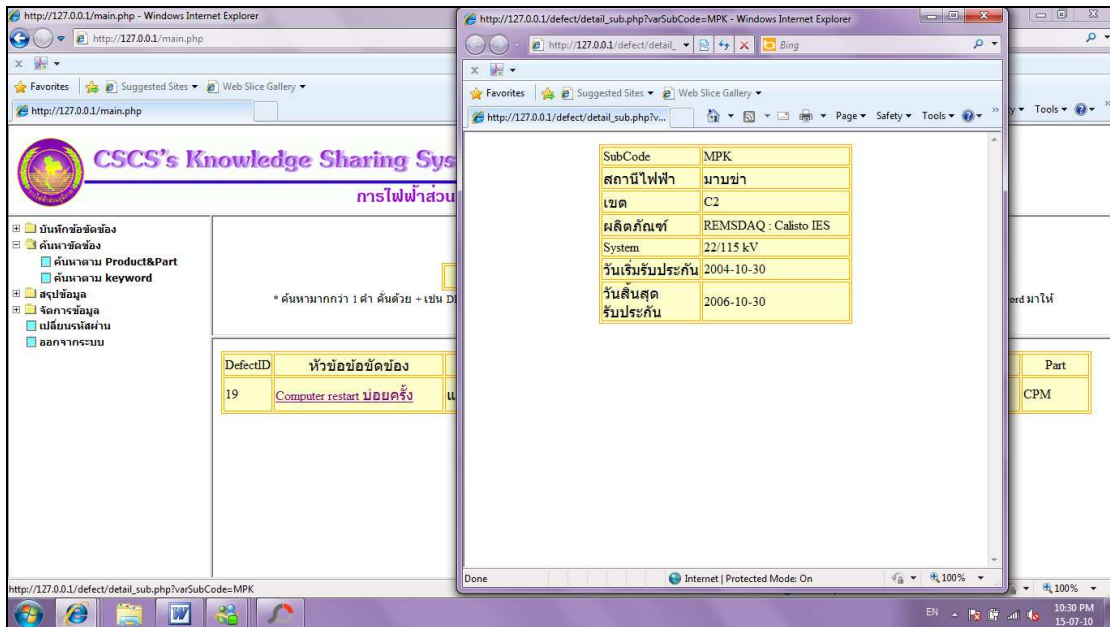 http://127.0.0.1/main.php - Windows Internet Explorer
http://127.0.0.1/main.php
x
Favorites Suggested Sites Web Slice Gallery
http://127.0.0.1/main.php
Tools
CSCS's Knowledge Sharing Sys
การไฟฟ้าส่วน
บันทึกข้อขัดข้อง
ค้นหาขัดข้อง
ค้นหาตาม Product&Part
ค้นหาตาม keyword
สรุปข้อมูล
จัดการข้อมูล
เปลี่ยนรหัสผ่าน
ออกจากระบบ
* ค้นหามากกว่า 1 คำ คั่นด้วย + เช่น D
ord มาให้
DefectID หัวข้อข้อขัดข้อง Part
19 Computer restart บ่อยครั้ง แ CPM
http://127.0.0.1/defect/detail_sub.php?varSubCode=MPK
100%
http://127.0.0.1/defect/detail_sub.php?varSubCode=MPK - Windows Internet Explorer
http://127.0.0.1/defect/detail_ Bing
x
Favorites Suggested Sites Web Slice Gallery
http://127.0.0.1/defect/detail_sub.php?v... Page Safety Tools
SubCode MPK
สถานีไฟฟ้า มาบข่า
เขต C2
ผลิตภัณฑ์ REMSDAQ : Calisto IES
System 22/115 kV
วันเริ่มรับประกัน 2004-10-30
วันสิ้นสุด
รับประกัน 2006-10-30
Done Internet | Protected Mode: On 100%
EN 10:30 PM
15-07-10